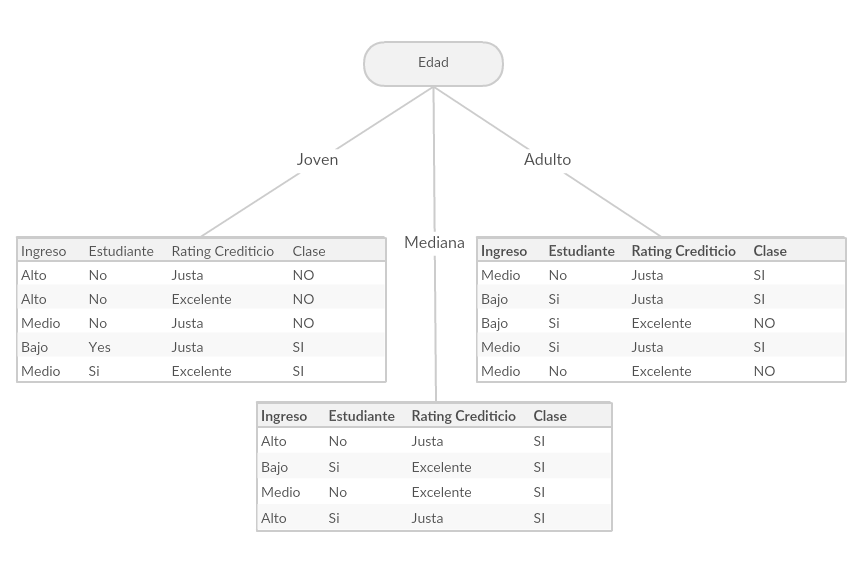 Edad
Joven
Adulto
Mediana
Ingreso Estudiante Rating Crediticio Clase
Alto No Justa NO
Alto No Excelente NO
Medio No Justa NO
Bajo Yes Justa SI
Medio Si Excelente SI
Ingreso Estudiante Rating Crediticio Clase
Medio No Justa SI
Bajo Si Justa SI
Bajo Si Excelente NO
Medio Si Justa SI
Medio No Excelente NO
Ingreso Estudiante Rating Crediticio Clase
Alto No Justa SI
Bajo Si Excelente SI
Medio No Excelente SI
Alto Si Justa SI